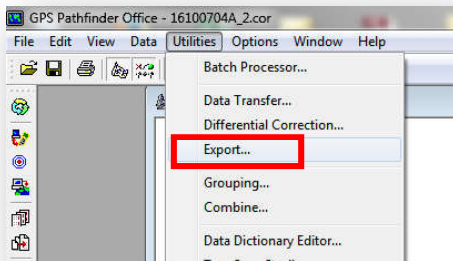 GPS Pathfinder Office - 16100704A_2.cor
File Edit View Data Utilities Options Window Help
Batch Processor...
Data Transfer...
Differential Correction...
Export...
Grouping...
Combine...
Data Dictionary Editor...